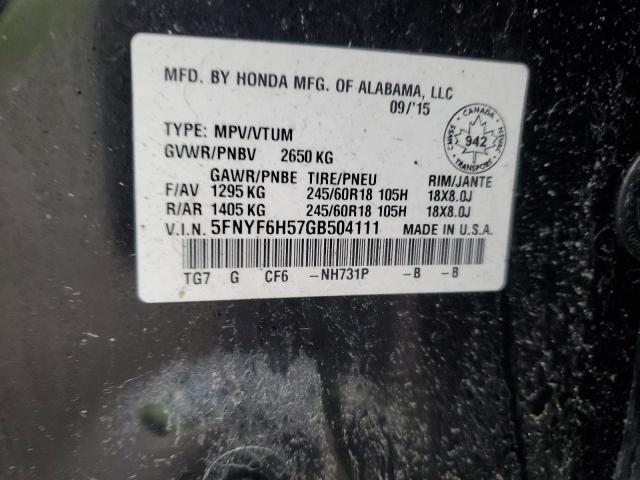 MFD. BY HONDA MFG. OF ALABAMA, LLC
09/'15
TYPE: MPV/VTUM
GVWR/PNBV 2650 KG
GAWR/PNBE TIRE/PNEU RIM/JANTE
F/AV 1295 KG 245/60R18 105H 18X8.0J
R/AR 1405 KG 245/60R18 105H 18X8.0J
V.I.N. 5FNYF6H57GB504111 MADE IN U.S.A.
TG7 G CF6 -NH731P -B -B
CANADA
CMVSS 942 NSVAC
TRANSPORT